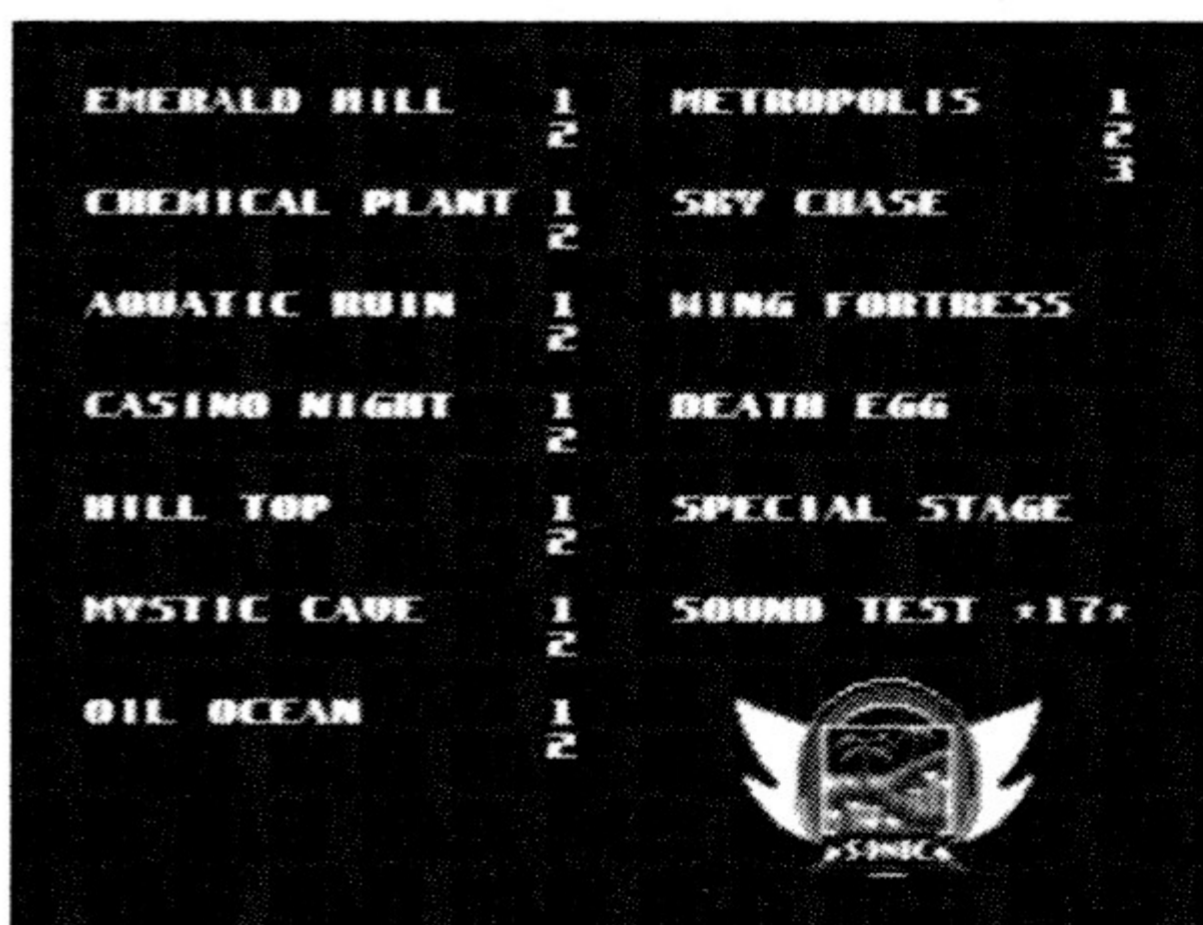 EMERALD HILL 1
2
CHEMICAL PLANT 1
2
AQUATIC RUIN 1
2
CASINO NIGHT 1
2
HILL TOP 1
2
MYSTIC CAVE 1
2
OIL OCEAN 1
2
METROPOLIS 1
2
3
SKY CHASE
WING FORTRESS
DEATH EGG
SPECIAL STAGE
SOUND TEST *17*
SONIC